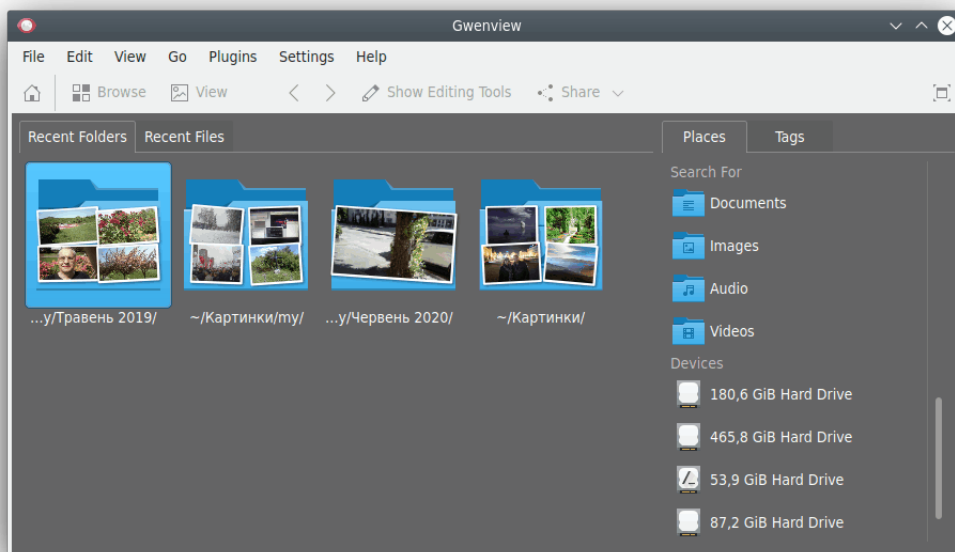 Gwenview
File Edit View Go Plugins Settings Help
Browse View Show Editing Tools Share
Recent Folders Recent Files
...y/Травень 2019/ ~/Картинки/my/ ...y/Червень 2020/ ~/Картинки/
Places Tags
Search For
Documents
Images
Audio
Videos
Devices
180,6 GiB Hard Drive
465,8 GiB Hard Drive
53,9 GiB Hard Drive
87,2 GiB Hard Drive